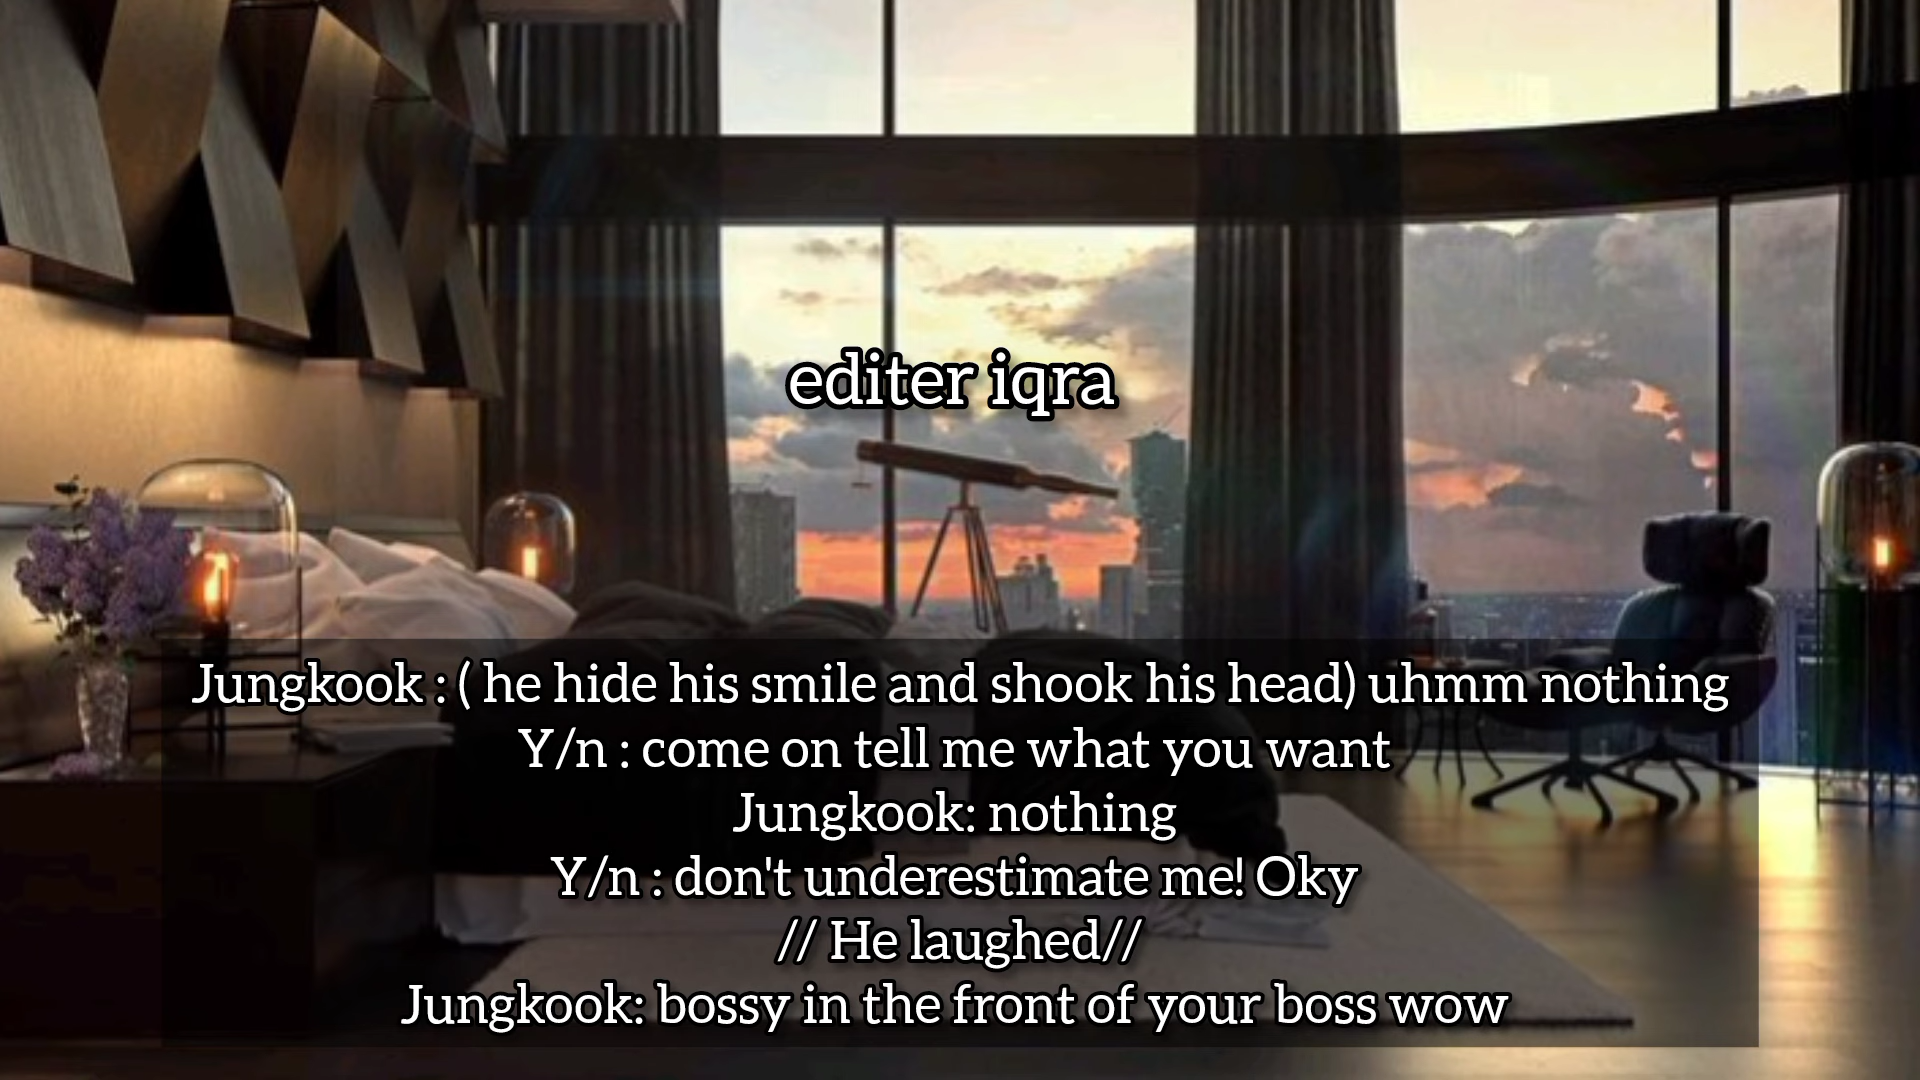 editer iqra
Jungkook : ( he hide his smile and shook his head) uhmm nothing
Y/n : come on tell me what you want
Jungkook: nothing
Y/n : don't underestimate me! Oky
// He laughed//
Jungkook: bossy in the front of your boss wow